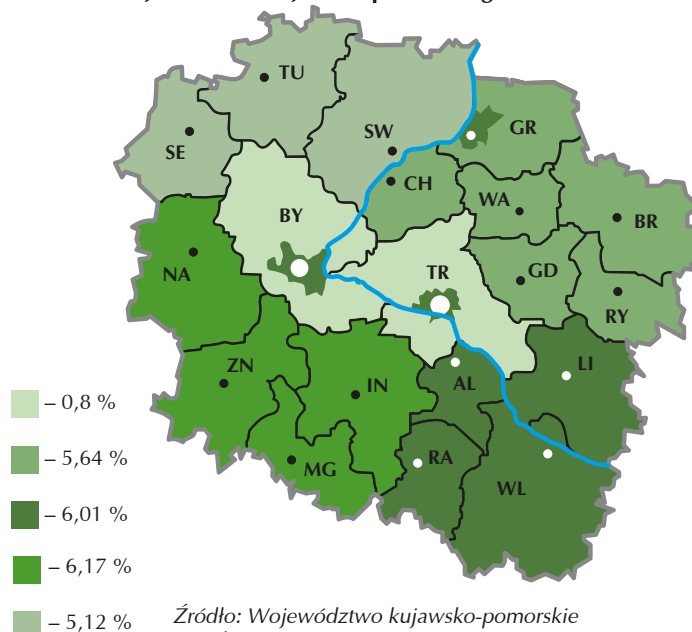 TU
SW
GR
SE
CH
WA
BR
BY
NA
TR
GD
RY
ZN
IN
AL
LI
MG
RA
WL
– 0,8 %
– 5,64 %
– 6,01 %
– 6,17 %
– 5,12 %
Źródło: Województwo kujawsko-pomorskie